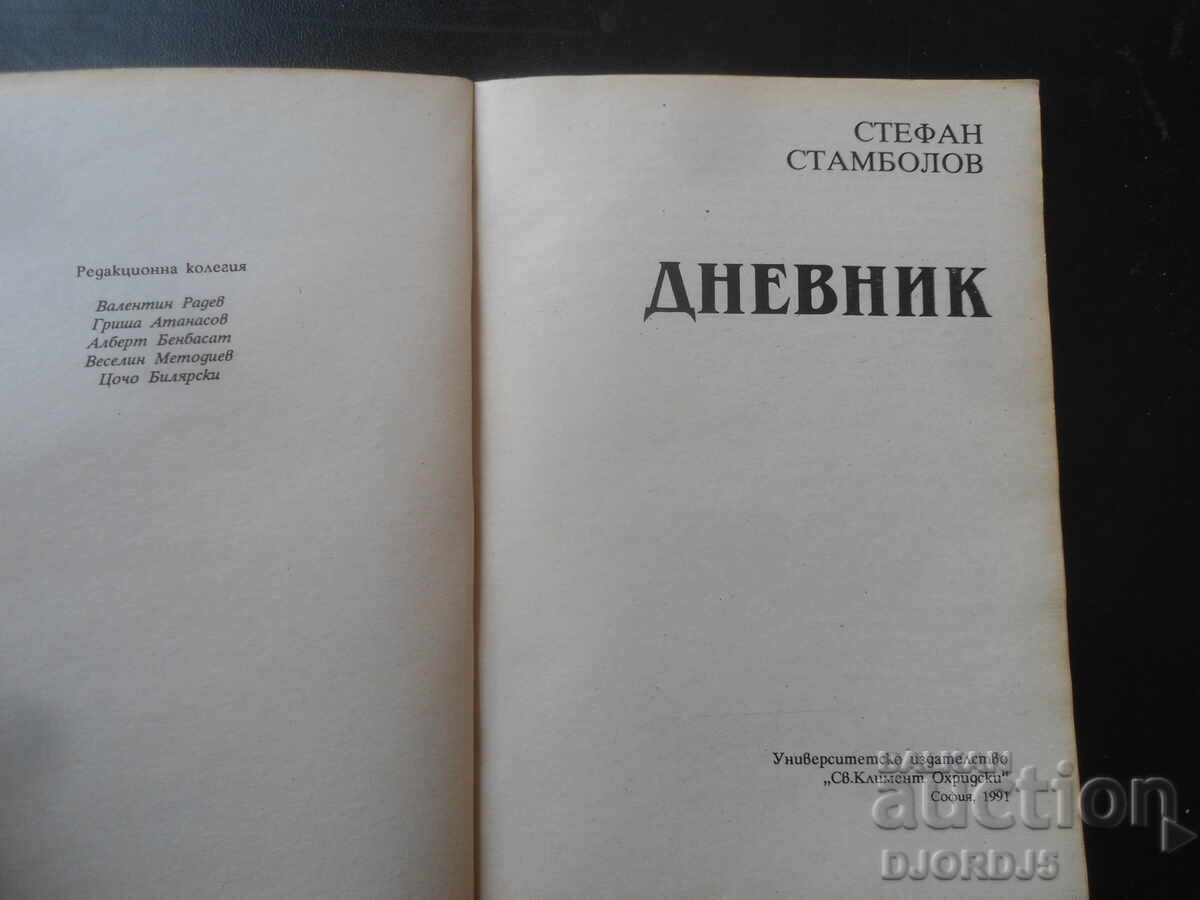 Редакционна колегия
Валентин Радев
Гриша Атанасов
Алберт Бенбасат
Веселин Методиев
Цочо Билярски
СТЕФАН
СТАМБОЛОВ
ДНЕВНИК
Университетско издателство
„Св.Климент Охридски"
София, 1991
BALKAN
auction
DJORDJ5